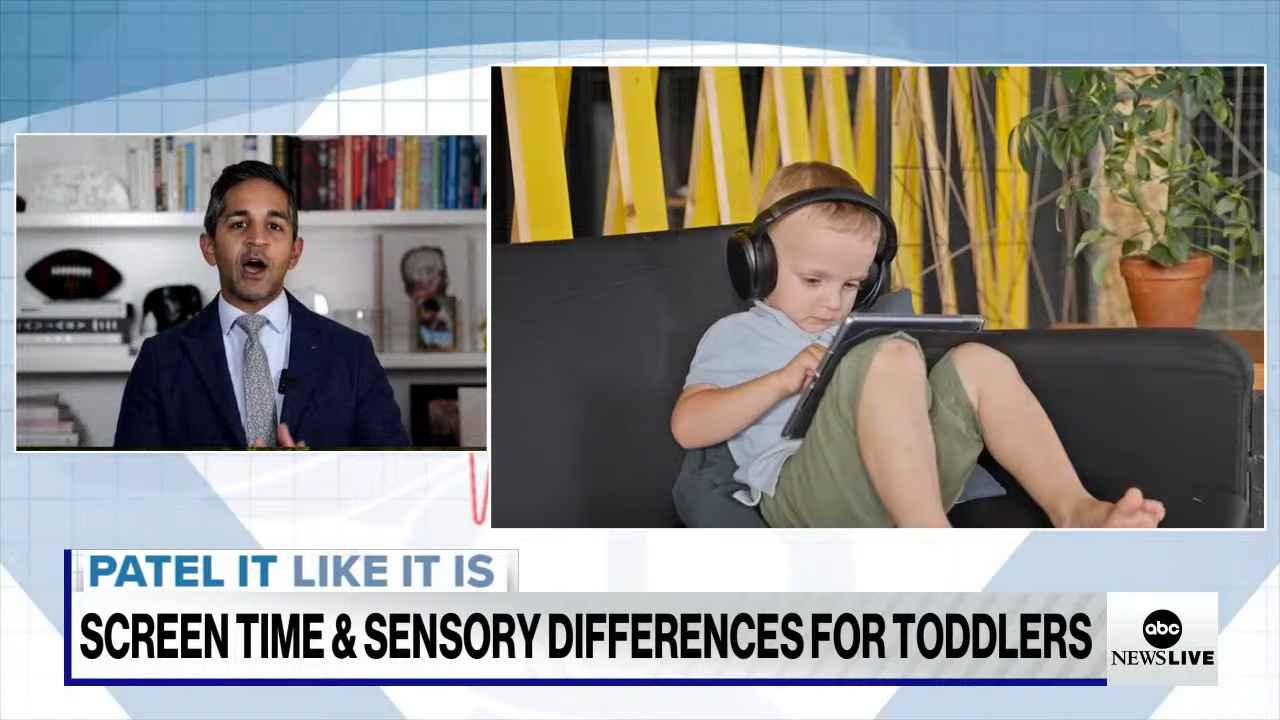 PATEL IT LIKE IT IS
SCREEN TIME & SENSORY DIFFERENCES FOR TODDLERS
abc
NEWS LIVE